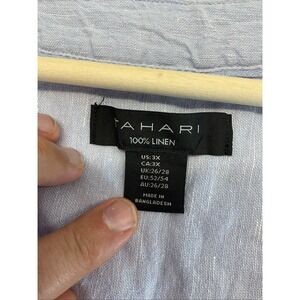 TAHARI
100% LINEN
US:3X
CA:3X
UK:26/28
EU:52/54
AU:26/28
MADE IN
BANGLADESH